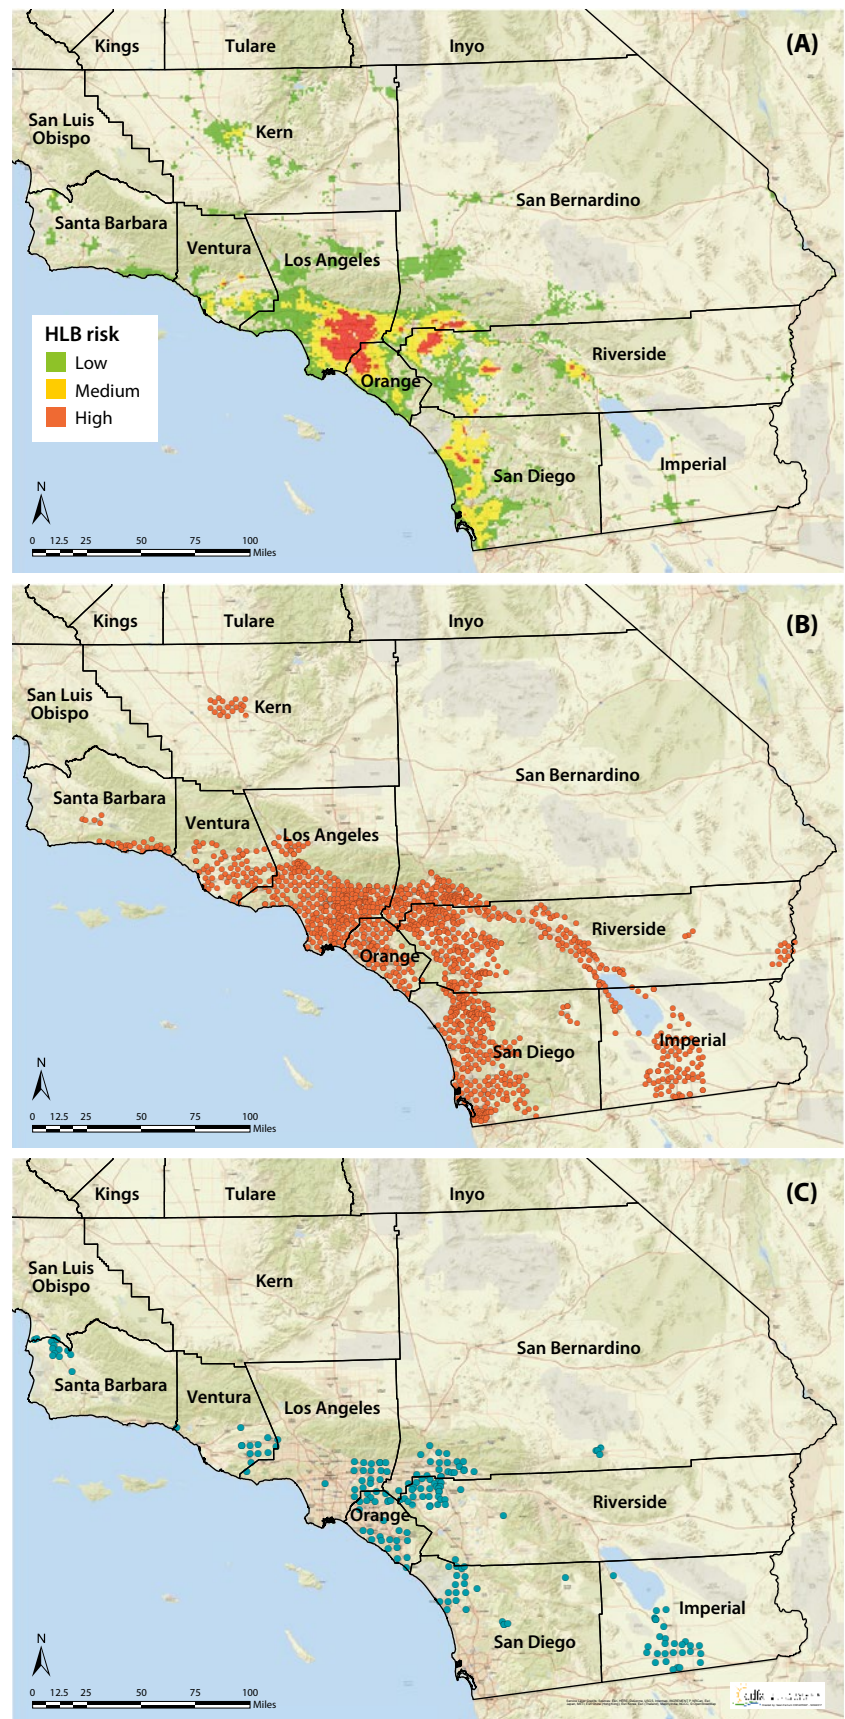 Kings
Tulare
Inyo
(A)
San Luis
Obispo
Kern
San Bernardino
Santa Barbara
Ventura
Los Angeles
HLB risk
Low
Medium
High
Riverside
Orange
San Diego
Imperial
N
0 12.5 25 50 75 100
Miles
Kings
Tulare
Inyo
(B)
San Luis
Obispo
Kern
San Bernardino
Santa Barbara
Ventura
Los Angeles
Riverside
Orange
San Diego
Imperial
N
0 12.5 25 50 75 100
Miles
Kings
Tulare
Inyo
(C)
San Luis
Obispo
Kern
San Bernardino
Santa Barbara
Ventura
Los Angeles
Riverside
Orange
San Diego
Imperial
N
0 12.5 25 50 75 100
Miles